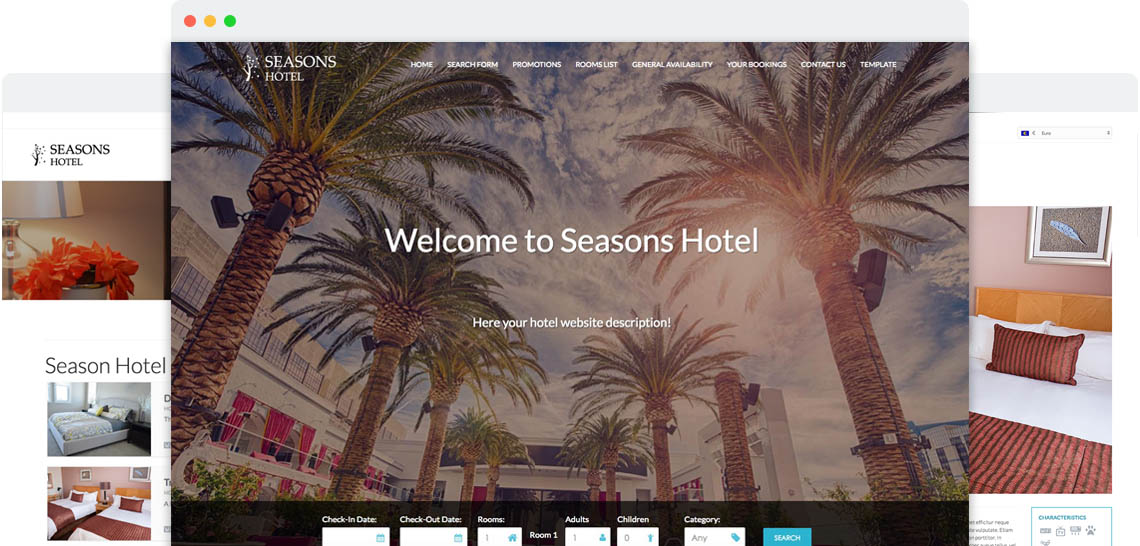 SEASONS
HOTEL
HOME SEARCH FORM PROMOTIONS ROOMS LIST GENERAL AVAILABILITY YOUR BOOKINGS CONTACT US TEMPLATE
Welcome to Seasons Hotel
Here your hotel website description!
Check-In Date: Check-Out Date: Rooms: Adults Children Category:
1 Room 1 1 0 Any SEARCH
SEASONS
HOTEL
Season Hotel
€ Euro
CHARACTERISTICS